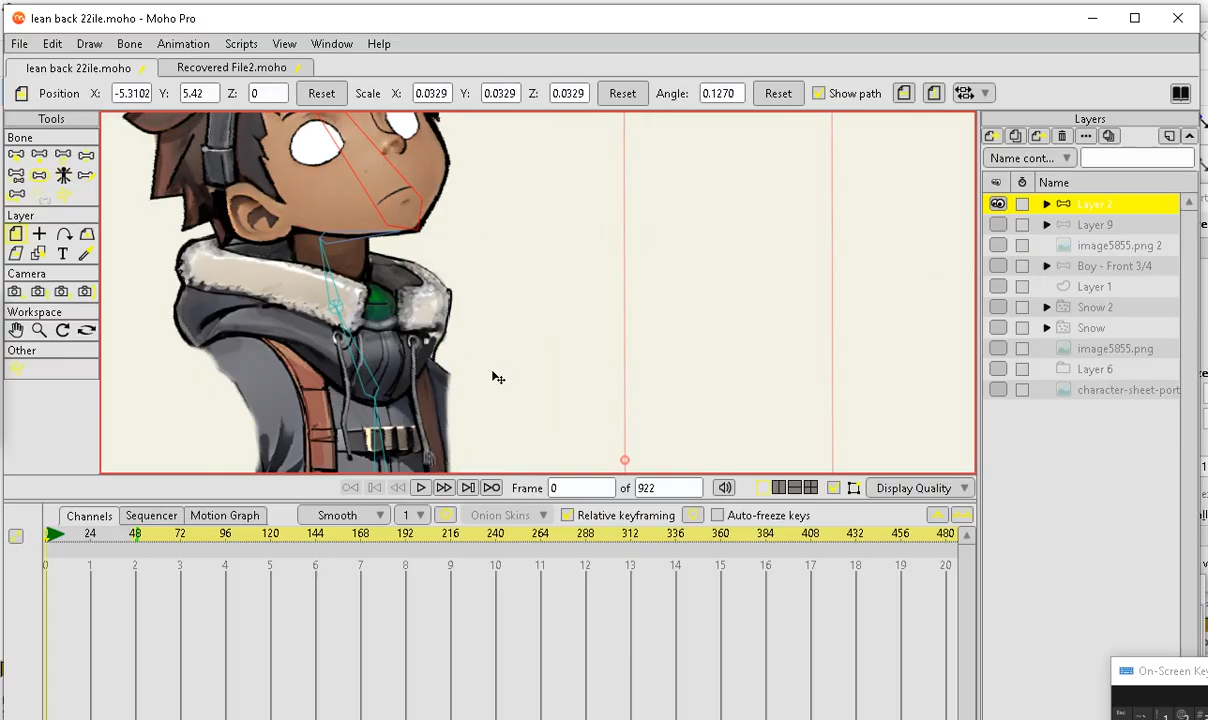 lean back 22ile.moho - Moho Pro
File Edit Draw Bone Animation Scripts View Window Help
lean back 22ile.moho Recovered File2.moho
Position X: -5.3102 Y: 5.42 Z: 0 Reset Scale X: 0.0329 Y: 0.0329 Z: 0.0329 Reset Angle: 0.1270 Reset Show path
Tools
Bone
Layer
T
Camera
Workspace
Other
Layers
Name cont...
Name
Layer 2
Layer 9
image5855.png 2
Boy - Front 3/4
Layer 1
Snow 2
Snow
image5855.png
Layer 6
character-sheet-port
Frame 0 of 922 Display Quality
Channels Sequencer Motion Graph Smooth 1 Onion Skins Relative keyframing Auto-freeze keys
24 48 72 96 120 144 168 192 216 240 264 288 312 336 360 384 408 432 456 480
0 1 2 3 4 5 6 7 8 9 10 11 12 13 14 15 16 17 18 19 20
On-Screen Key